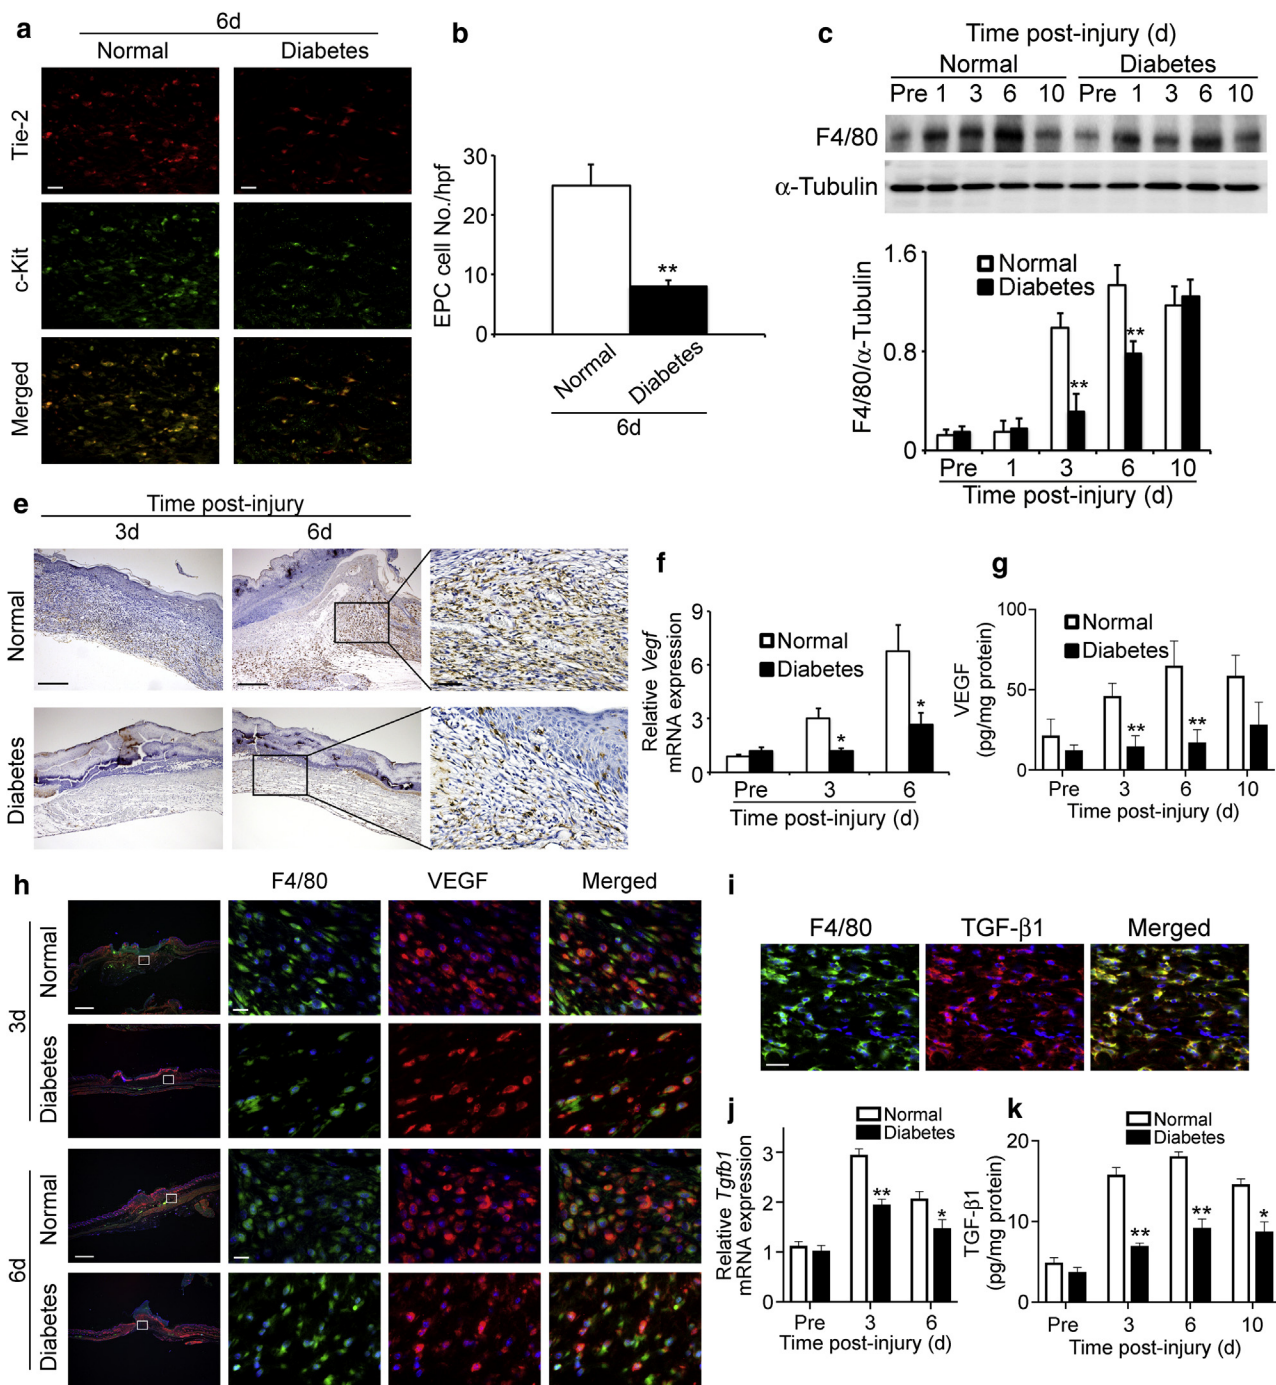 a
6d
Normal Diabetes
Tie-2
c-Kit
Merged
b
EPC cell No./hpf
30
20
10
0
**
Normal Diabetes
6d
c
Time post-injury (d)
Normal Diabetes
Pre 1 3 6 10 Pre 1 3 6 10
F4/80
α-Tubulin
F4/80/α-Tubulin
1.6
0.8
0
Normal
Diabetes
**
**
Pre 1 3 6 10
Time post-injury (d)
e
Time post-injury
3d 6d
Normal
Diabetes
f
Relative Vegf
mRNA expression
9
6
3
0
Normal
Diabetes
*
*
Pre 3 6
Time post-injury (d)
g
VEGF
(pg/mg protein)
100
50
0
Normal
Diabetes
**
**
Pre 3 6 10
Time post-injury (d)
h
F4/80 VEGF Merged
3d
Normal
Diabetes
6d
Normal
Diabetes
i
F4/80 TGF-β1 Merged
j
Relative Tgfb1
mRNA expression
3
2
1
0
Normal
Diabetes
**
*
Pre 3 6
Time post-injury (d)
k
TGF-β1
(pg/mg protein)
20
10
0
Normal
Diabetes
**
**
*
Pre 3 6 10
Time post-injury (d)